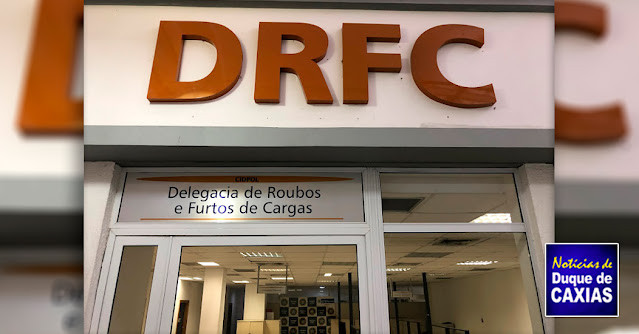 DRFC
CIDPOL
Delegacia de Roubos
e Furtos de Cargas
Notícias de
Duque de
CAXIAS